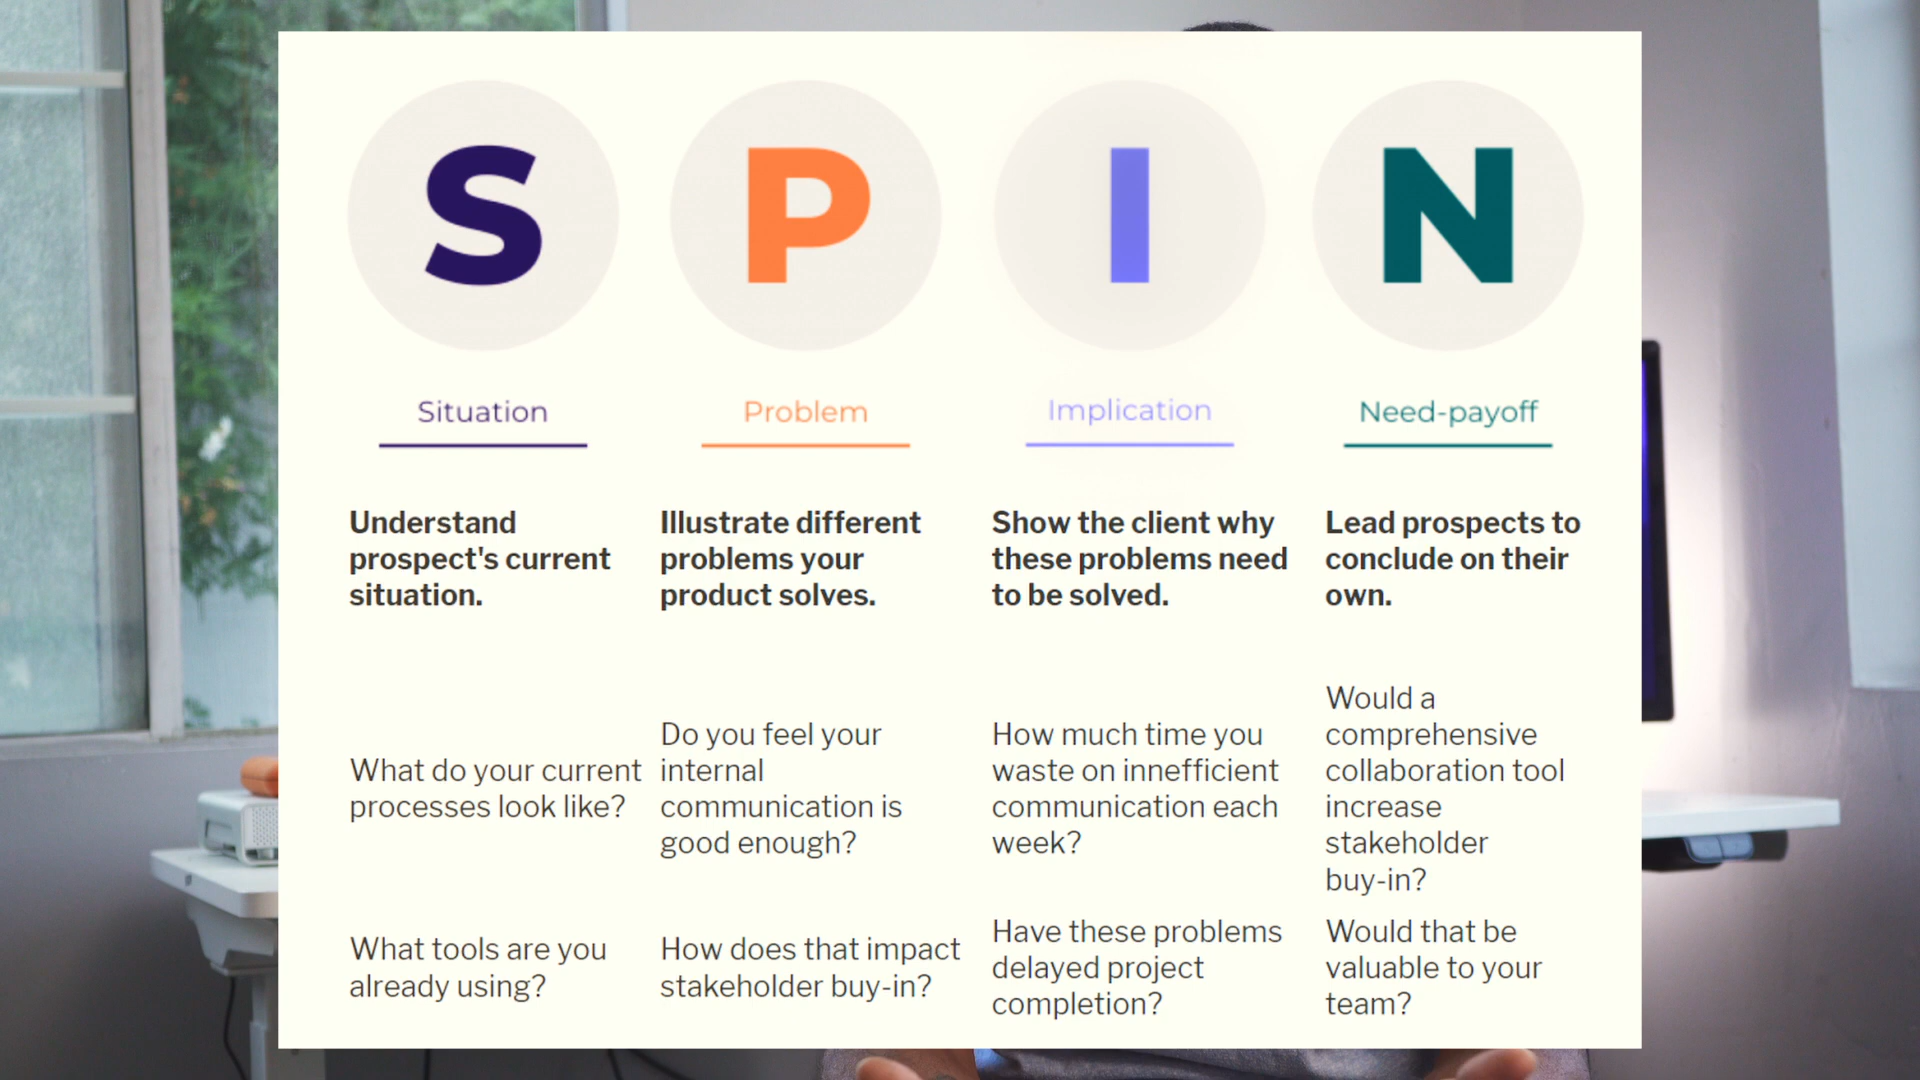 S
P
I
N
Situation
Problem
Implication
Need-payoff
Understand
prospect's current
situation.
Illustrate different
problems your
product solves.
Show the client why
these problems need
to be solved.
Lead prospects to
conclude on their
own.
What do your current
processes look like?
Do you feel your
internal
communication is
good enough?
How much time you
waste on innefficient
communication each
week?
Would a
comprehensive
collaboration tool
increase
stakeholder
buy-in?
What tools are you
already using?
How does that impact
stakeholder buy-in?
Have these problems
delayed project
completion?
Would that be
valuable to your
team?